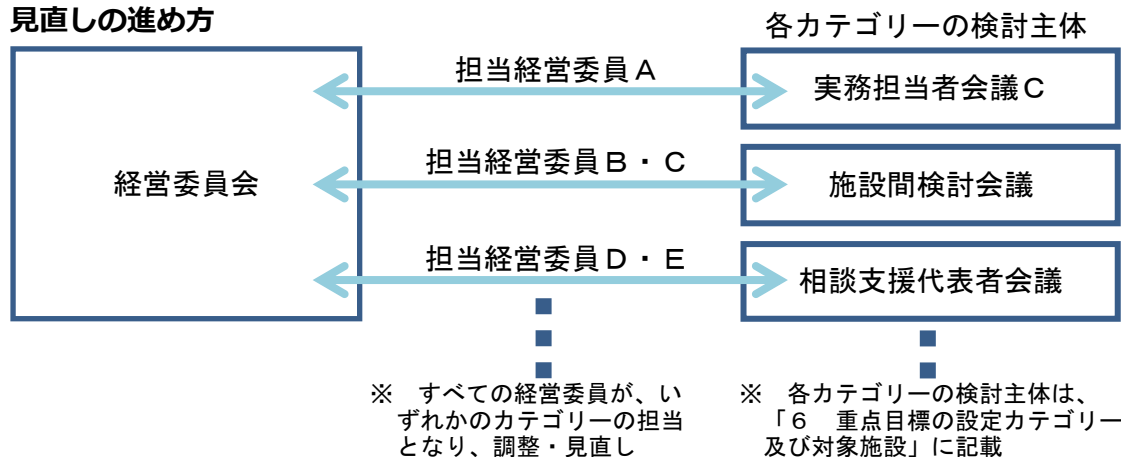 見直しの進め方
各カテゴリーの検討主体
経営委員会
担当経営委員Ａ
実務担当者会議Ｃ
担当経営委員Ｂ・Ｃ
施設間検討会議
担当経営委員Ｄ・Ｅ
相談支援代表者会議
※　すべての経営委員が、い
ずれかのカテゴリーの担当
となり、調整・見直し
※　各カテゴリーの検討主体は、
「６　重点目標の設定カテゴリー
及び対象施設」に記載